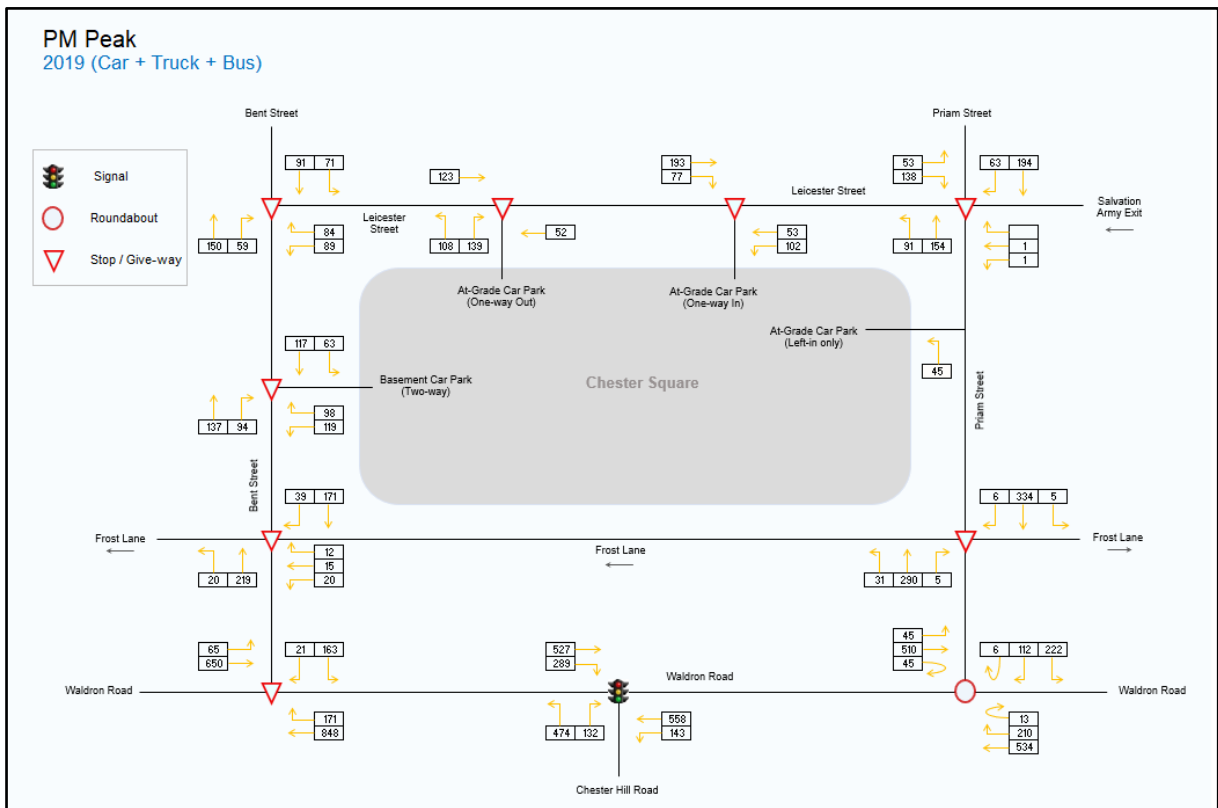 PM Peak
2019 (Car + Truck + Bus)
Bent Street
Priam Street
Signal
Roundabout
Stop / Give-way
91 71
123
193
77
53
138
63 194
Leicester Street
Salvation
Army Exit
Leicester
Street
150 59
84
89
108 139
52
53
102
91 154
1
1
At-Grade Car Park
(One-way Out)
At-Grade Car Park
(One-way In)
At-Grade Car Park
(Left-in only)
117 63
45
Basement Car Park
(Two-way)
Chester Square
137 94
98
119
Priam Street
Bent Street
39 171
6 334 5
Frost Lane
Frost Lane
Frost Lane
20 219
12
15
20
31 290 5
65
650
21 163
527
289
45
510
45
6 112 222
Waldron Road
Waldron Road
Waldron Road
171
848
474 132
558
143
13
210
534
Chester Hill Road